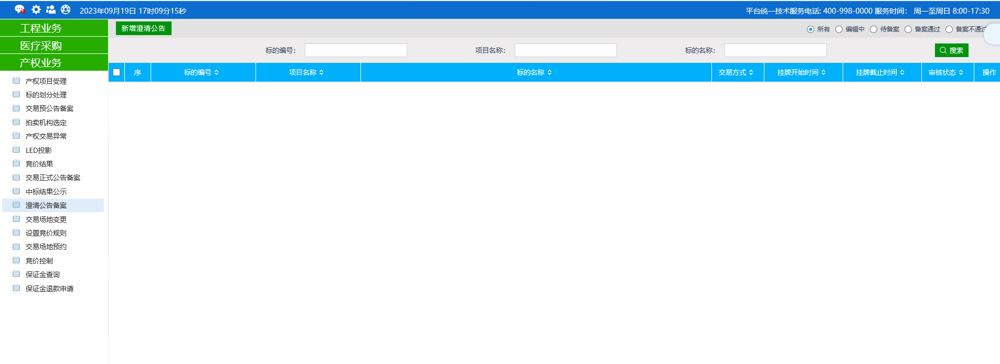 2023年09月19日 17时09分15秒
平台统一技术服务电话: 400-998-0000 服务时间： 周一至周日 8:00-17:30
工程业务
医疗采购
产权业务
产权项目受理
标的划分处理
交易预公告备案
拍卖机构选定
产权交易异常
LED投影
竞价结果
交易正式公告备案
中标结果公示
澄清公告备案
交易场地变更
设置竞价规则
交易场地预约
竞价控制
保证金查询
保证金退款申请
新增澄清公告
所有 编辑中 待备案 备案通过 备案不通过
标的编号： 项目名称： 标的名称： 搜索
序 标的编号 项目名称 标的名称 交易方式 挂牌开始时间 挂牌截止时间 审核状态 操作